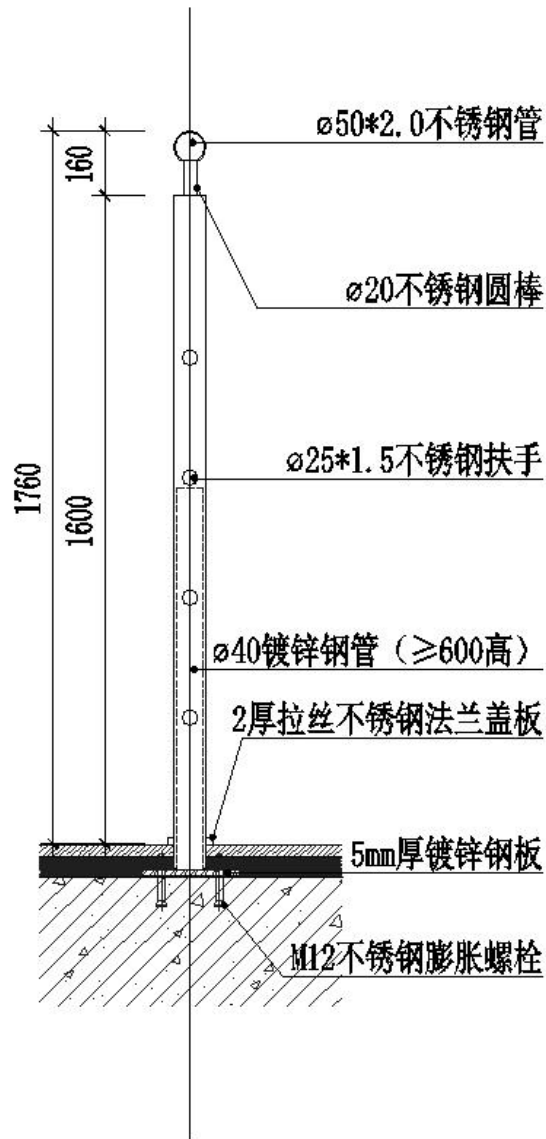 ø50*2.0不锈钢管
160
ø20不锈钢圆棒
ø25*1.5不锈钢扶手
1760
1600
ø40镀锌钢管（≥600高）
2厚拉丝不锈钢法兰盖板
5mm厚镀锌钢板
M12不锈钢膨胀螺栓